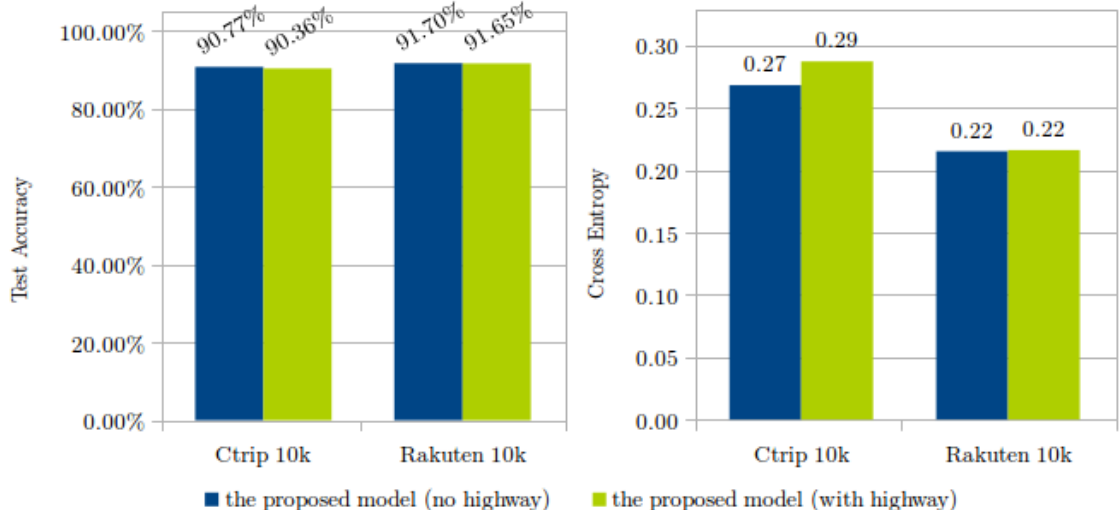 Test Accuracy
100.00%
80.00%
60.00%
40.00%
20.00%
0.00%
90.77%
90.36%
91.70%
91.65%
Ctrip 10k
Rakuten 10k
Cross Entropy
0.30
0.25
0.20
0.15
0.10
0.05
0.00
0.27
0.29
0.22
0.22
Ctrip 10k
Rakuten 10k
the proposed model (no highway)
the proposed model (with highway)